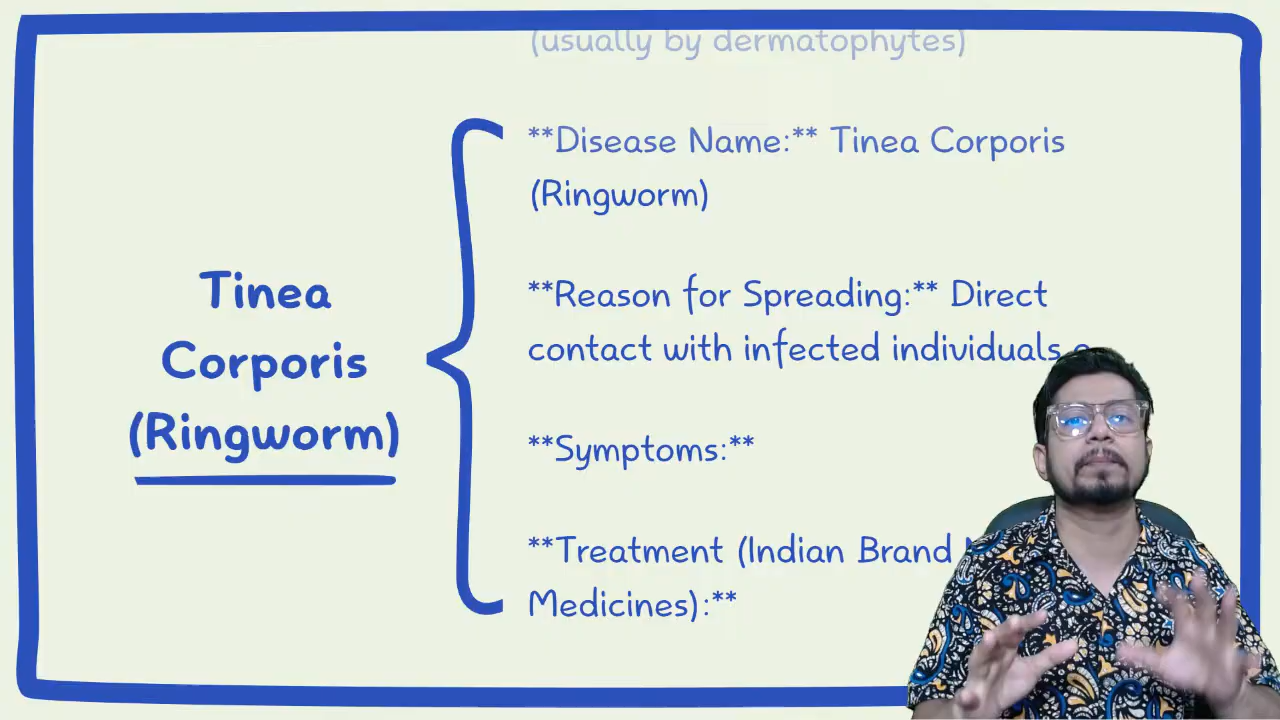 Tinea
Corporis
(Ringworm)
(usually by dermatophytes)
**Disease Name:** Tinea Corporis
(Ringworm)
**Reason for Spreading:** Direct
contact with infected individuals
**Symptoms:**
**Treatment (Indian Brand
Medicines):**